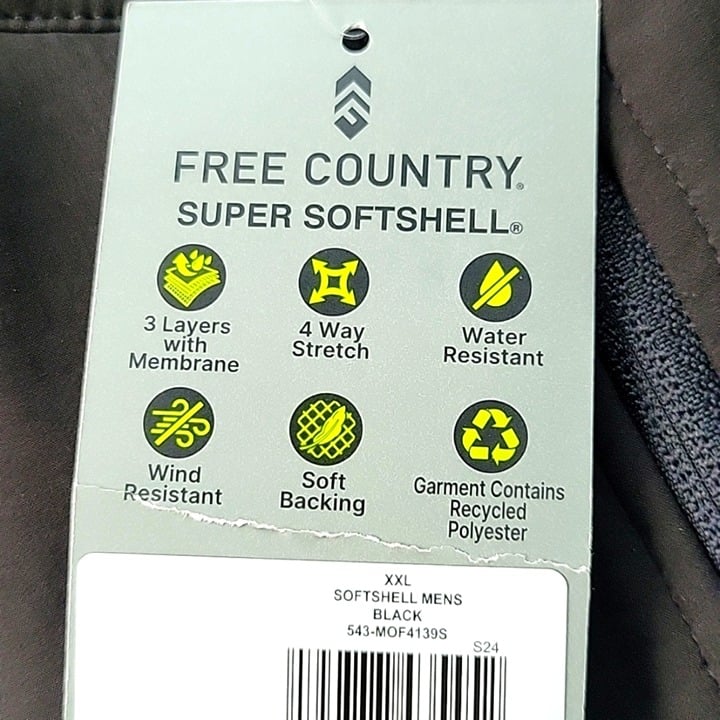 FREE COUNTRY®
SUPER SOFTSHELL®
3 Layers
with
Membrane
4 Way
Stretch
Water
Resistant
Wind
Resistant
Soft
Backing
Garment Contains
Recycled
Polyester
XXL
SOFTSHELL MENS
BLACK
543-MOF4139S
S24